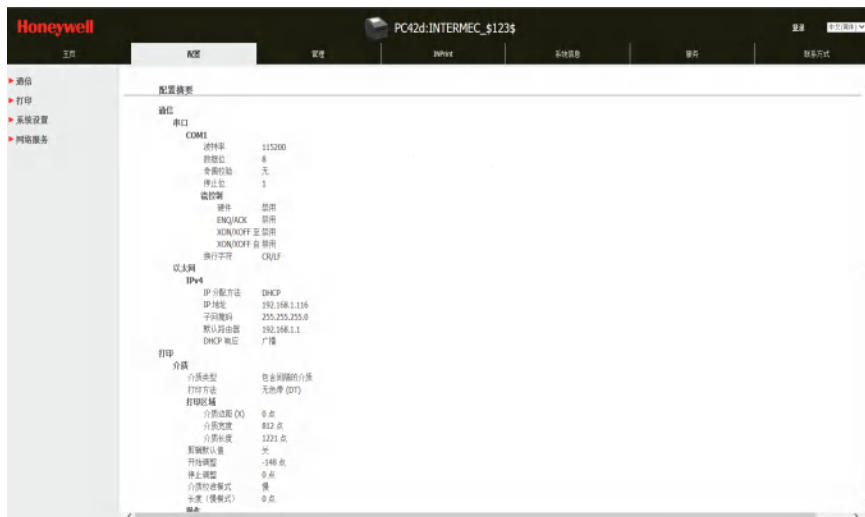 Honeywell
PC42d:INTERMEC_$123$
登录 中文(简体)
主页 配置 管理 INPrint 系统信息 服务 联系方式
通信
打印
系统设置
网络服务
配置摘要
通信
串口
COM1
波特率 115200
数据位 8
奇偶校验 无
停止位 1
流控制
硬件 禁用
ENQ/ACK 禁用
XON/XOFF 至 禁用
XON/XOFF 自 禁用
换行字符 CR/LF
以太网
IPv4
IP 分配方法 DHCP
IP 地址 192.168.1.116
子网掩码 255.255.255.0
默认路由器 192.168.1.1
DHCP 响应 广播
打印
介质
介质类型 包含间隔的介质
打印方法 无色带 (DT)
打印区域
介质边距 (X) 0 点
介质宽度 812 点
介质长度 1221 点
剪辑默认值 关
开始调整 -148 点
停止调整 0 点
介质校准模式 慢
长度(慢模式) 0 点
操作